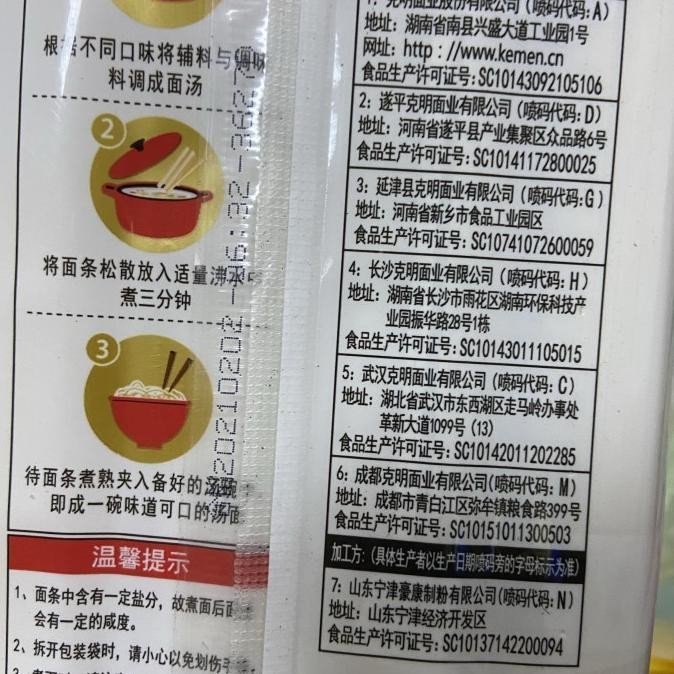 根据不同口味将辅料与调味
料调成面汤
2
将面条松散放入适量沸水中
煮三分钟
3
待面条煮熟夹入备好的汤碗
即成一碗味道可口的汤面
温馨提示
1、面条中含有一定盐分，故煮面后面
会有一定的咸度。
2、拆开包装袋时，请小心以免划伤手
1：克明面业股份有限公司（喷码代码：A）
地址：湖南省南县兴盛大道工业园1号
网址：http：//www.kemen.cn
食品生产许可证号：SC10143092105106
2：遂平克明面业有限公司（喷码代码：D）
地址：河南省遂平县产业集聚区众品路6号
食品生产许可证号：SC10141172800025
3：延津县克明面业有限公司（喷码代码：G）
地址：河南省新乡市食品工业园区
食品生产许可证号：SC10741072600059
4：长沙克明面业有限公司（喷码代码：H）
地址：湖南省长沙市雨花区湖南环保科技产
业园振华路28号1栋
食品生产许可证号：SC10143011105015
5：武汉克明面业有限公司（喷码代码：C）
地址：湖北省武汉市东西湖区走马岭办事处
革新大道1099号（13）
食品生产许可证号：SC10142011202285
6：成都克明面业有限公司（喷码代码：M）
地址：成都市青白江区弥牟镇粮食路399号
食品生产许可证号：SC10151011300503
加工方：（具体生产者以生产日期喷码旁的字母标示为准）
7：山东宁津豪康制粉有限公司（喷码代码：N）
地址：山东宁津经济开发区
食品生产许可证号：SC10137142200094